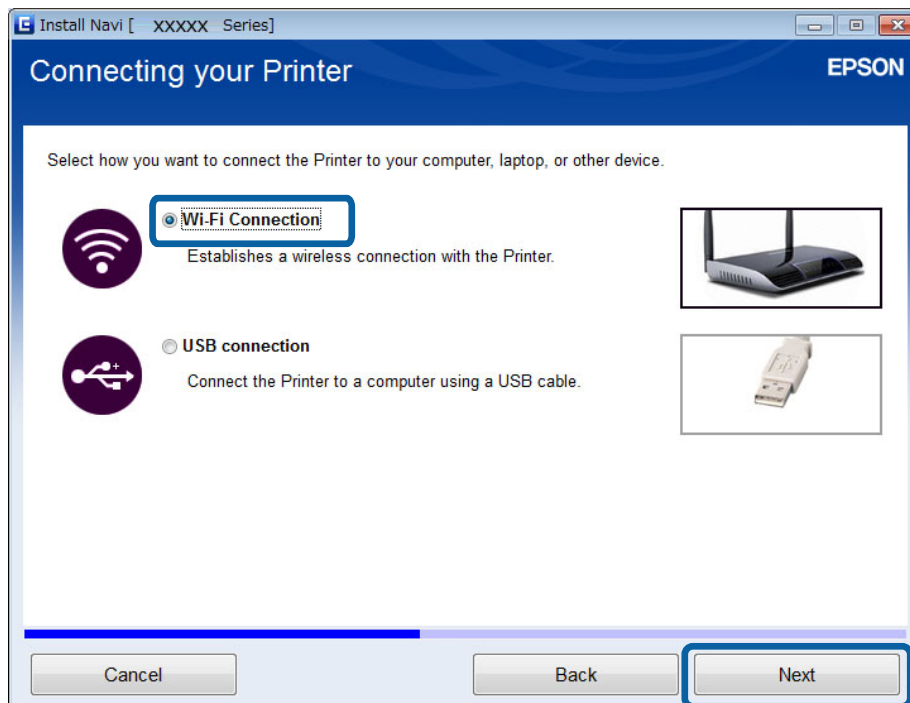 Install Navi [ XXXXX Series]
Connecting your Printer
EPSON
Select how you want to connect the Printer to your computer, laptop, or other device.
Wi-Fi Connection
Establishes a wireless connection with the Printer.
USB connection
Connect the Printer to a computer using a USB cable.
Cancel
Back
Next